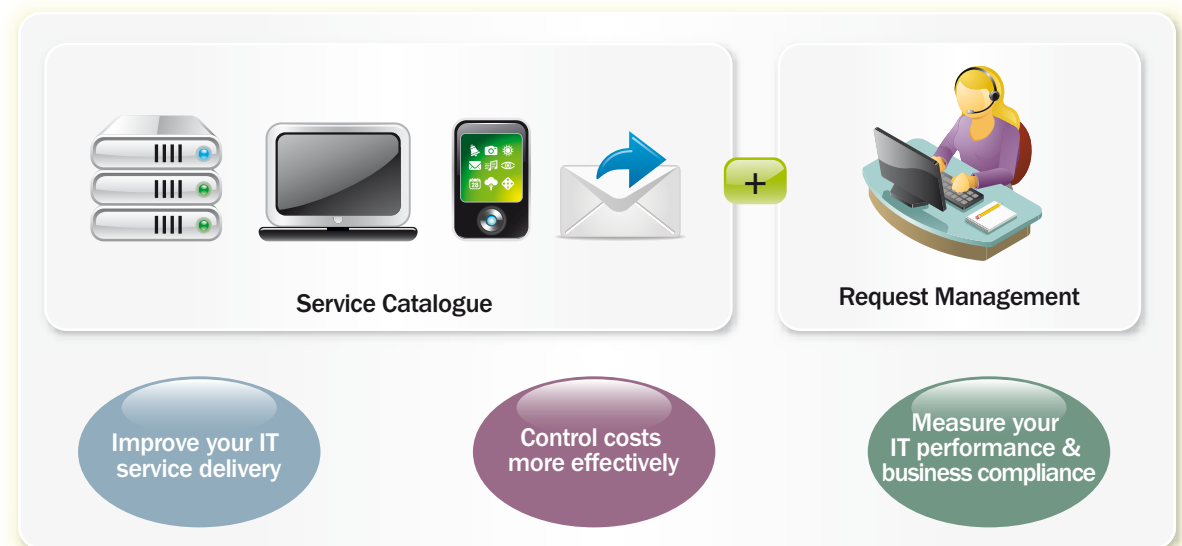 +
Service Catalogue
Request Management
Improve your IT
service delivery
Control costs
more effectively
Measure your
IT performance &
business compliance